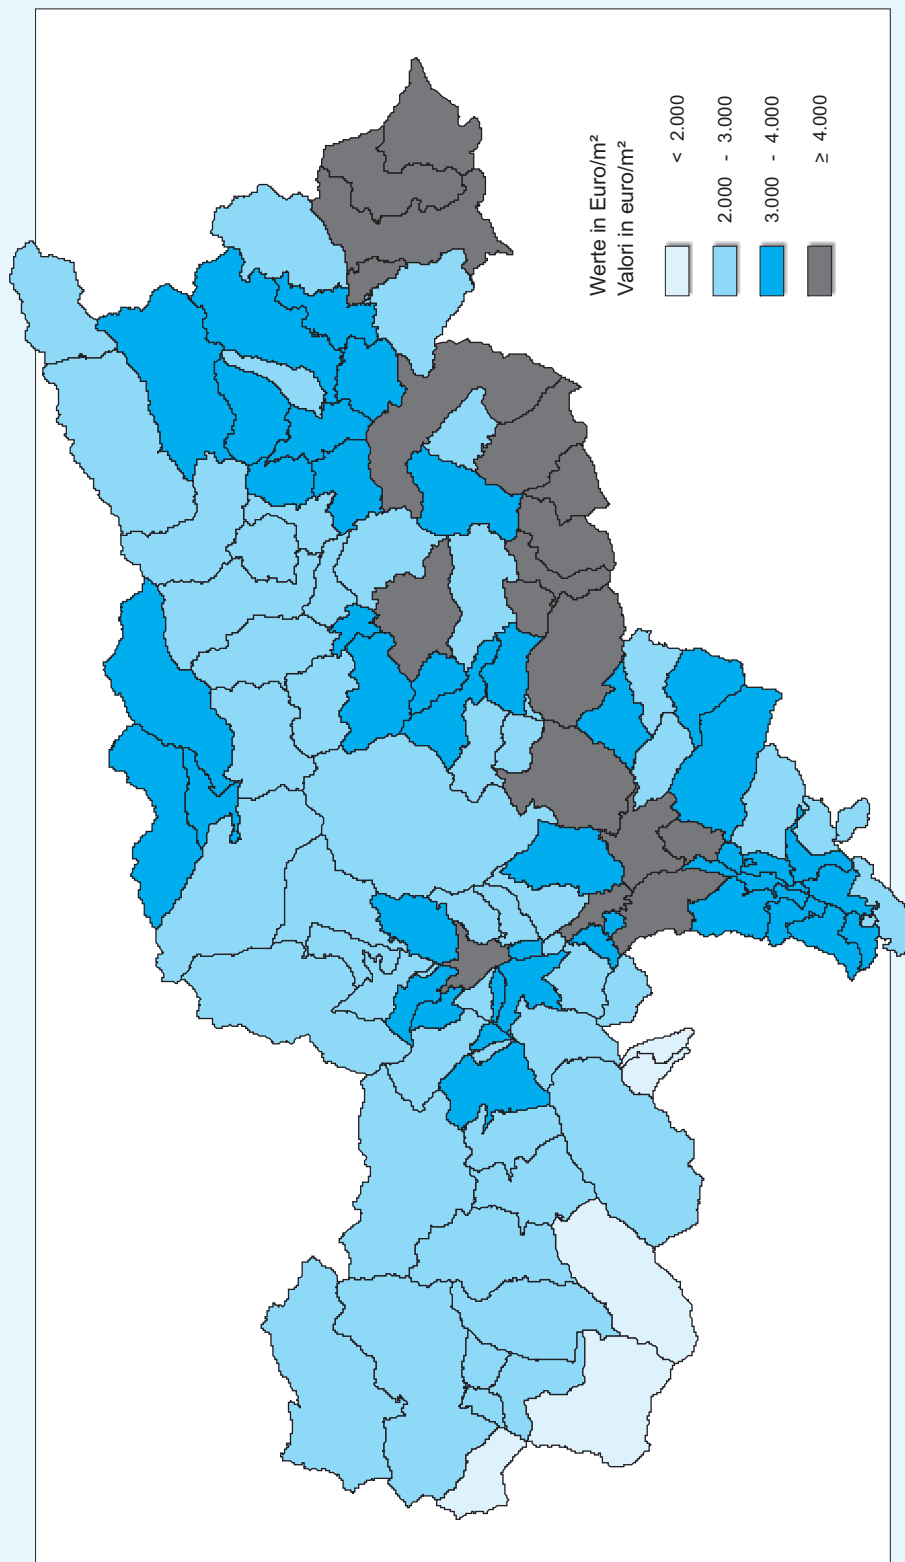 Werte in Euro/m²
Valori in euro/m²
< 2.000
2.000 - 3.000
3.000 - 4.000
≥ 4.000